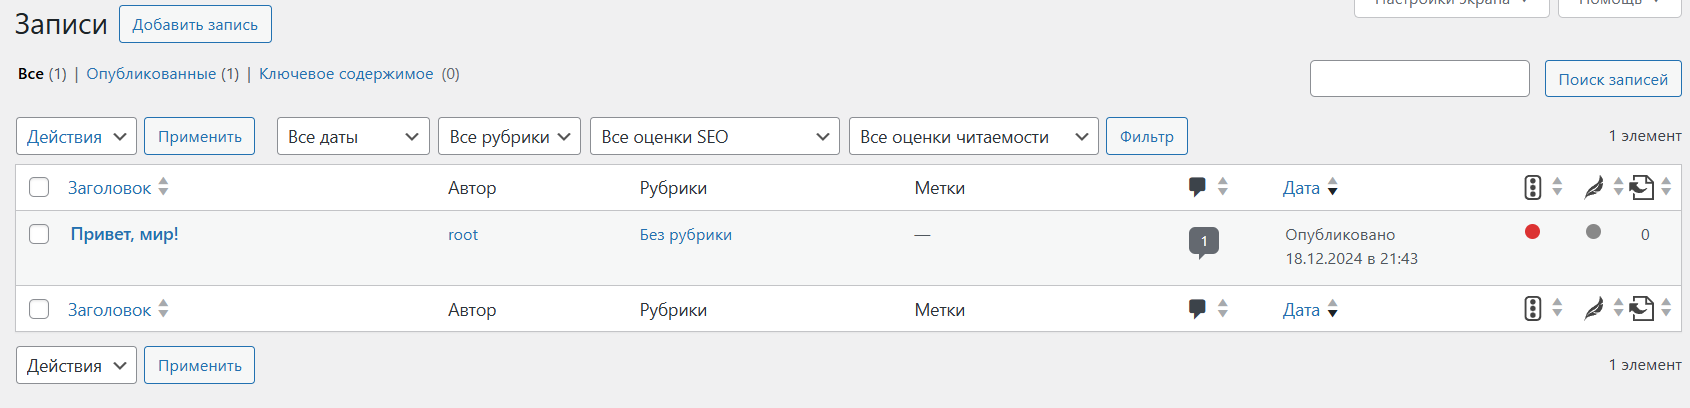 Настройки экрана Помощь
Записи Добавить запись
Все (1) | Опубликованные (1) | Ключевое содержимое (0)
Поиск записей
Действия Применить Все даты Все рубрики Все оценки SEO Все оценки читаемости Фильтр 1 элемент
Заголовок Автор Рубрики Метки Дата
Привет, мир! root Без рубрики — 1 Опубликовано 0
18.12.2024 в 21:43
Заголовок Автор Рубрики Метки Дата
Действия Применить 1 элемент